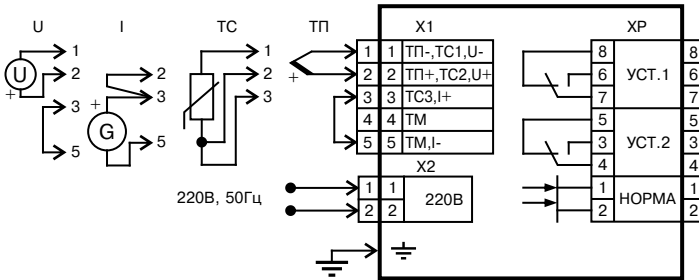 U I ТС ТП X1 XP
1 1 1 1 ТП-,ТС1,U- 8 8
U 2 2 2 2 2 ТП+,ТС2,U+ 6 УСТ.1 6
+ + 3 3 3 3 3 ТС3,I+ 7 7
4 4 ТМ 5 5
G 5 5 5 5 ТМ,I- 3 УСТ.2 3
+ X2 4 4
220В, 50Гц 1 1 220В 1 НОРМА 1
2 2 2 2